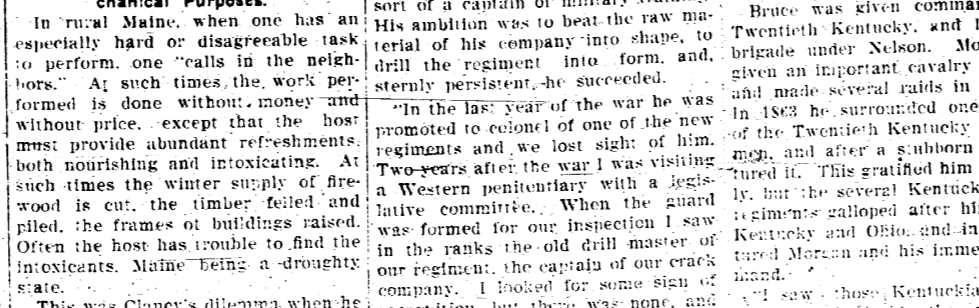 chanical Purposes.
In rural Maine, when one has an
especially hard or disagreeable task
to perform, one "calls in the neigh-
bors." At such times the work per-
formed is done without money and
without price, except that the host
must provide abundant refreshments,
both nourishing and intoxicating. At
such times the winter supply of fire-
wood is cut, the timber felled and
piled, the frames of buildings raised.
Often the host has trouble to find the
intoxicants, Maine being a droughty
state.
This was Clancy's dilemma when he
sort of a captain of
His ambition was to beat the raw ma-
terial of his company into shape, to
drill the regiment into form, and,
sternly persistent, he succeeded.
"In the last year of the war he was
promoted to colonel of one of the new
regiments and we lost sight of him.
Two years after the war I was visiting
a Western penitentiary with a legis-
lative committee. When the guard
was formed for our inspection I saw
in the ranks the old drill master of
our regiment, the captain of our crack
company. I looked for some sign of
but there was none, and
Bruce was given comman
Twentieth Kentucky, and
brigade under Nelson. Mo
given an important cavalry
and made several raids in
In 1863 he surrounded one
of the Twentieth Kentucky
men, and after a stubborn
tured it. This gratified him
ly, but the several Kentuck
regiments galloped after hi
Kentucky and Ohio, and in
tured Morgan and his imme
mand.
"I saw those Kentucki